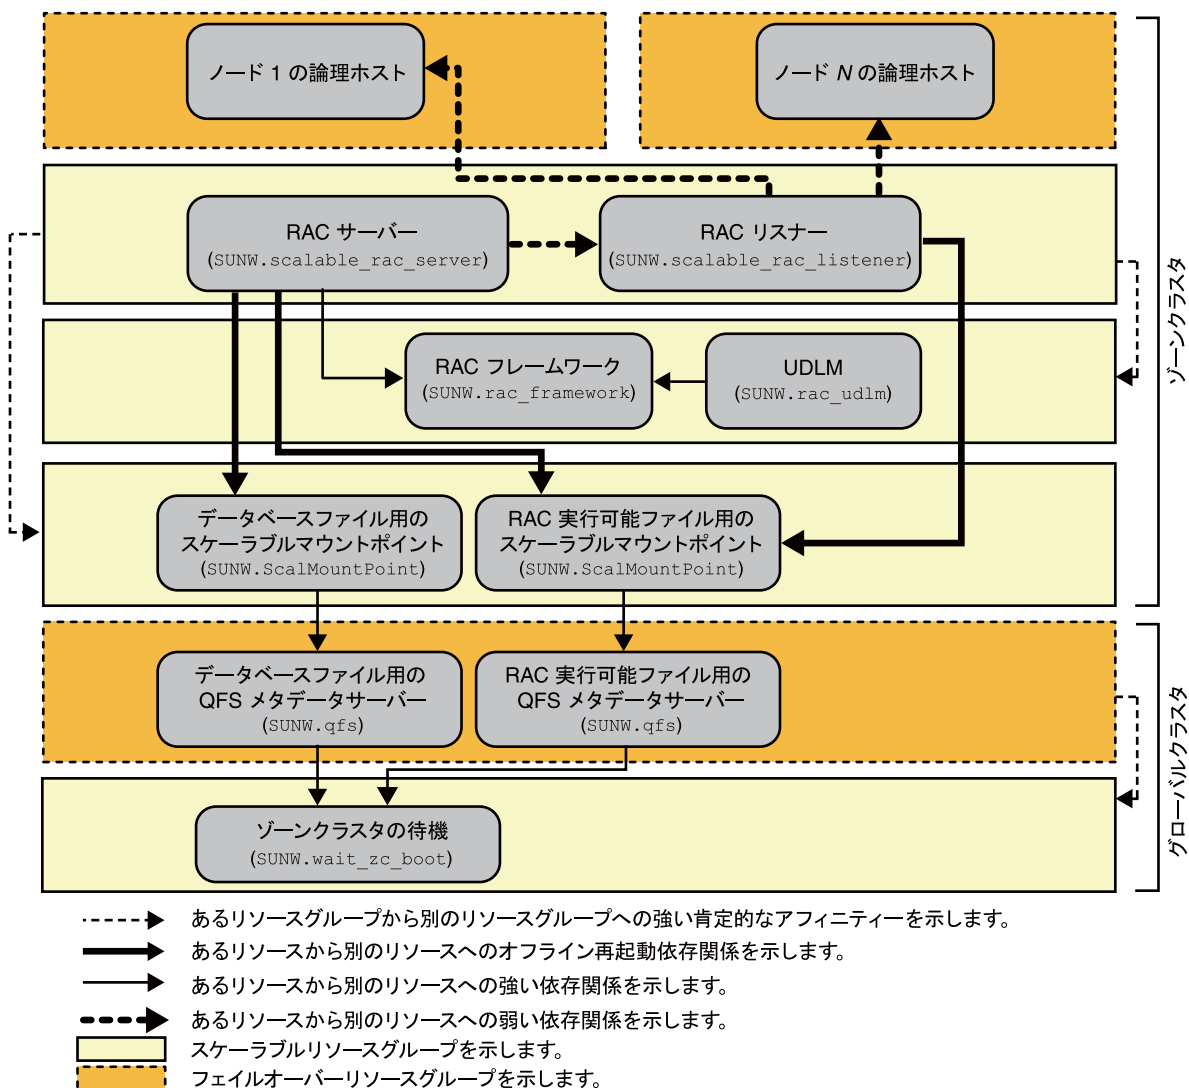 ノード 1 の論理ホスト
ノード N の論理ホスト
RAC サーバー
(SUNW.scalable_rac_server)
RAC リスナー
(SUNW.scalable_rac_listener)
ゾーンクラスタ
RAC フレームワーク
(SUNW.rac_framework)
UDLM
(SUNW.rac_udlm)
データベースファイル用の
スケーラブルマウントポイント
(SUNW.ScalMountPoint)
RAC 実行可能ファイル用の
スケーラブルマウントポイント
(SUNW.ScalMountPoint)
データベースファイル用の
QFS メタデータサーバー
(SUNW.qfs)
RAC 実行可能ファイル用の
QFS メタデータサーバー
(SUNW.qfs)
グローバルクラスタ
ゾーンクラスタの待機
(SUNW.wait_zc_boot)
あるリソースグループから別のリソースグループへの強い肯定的なアフィニティーを示します。
あるリソースから別のリソースへのオフライン再起動依存関係を示します。
あるリソースから別のリソースへの強い依存関係を示します。
あるリソースから別のリソースへの弱い依存関係を示します。
スケーラブルリソースグループを示します。
フェイルオーバーリソースグループを示します。